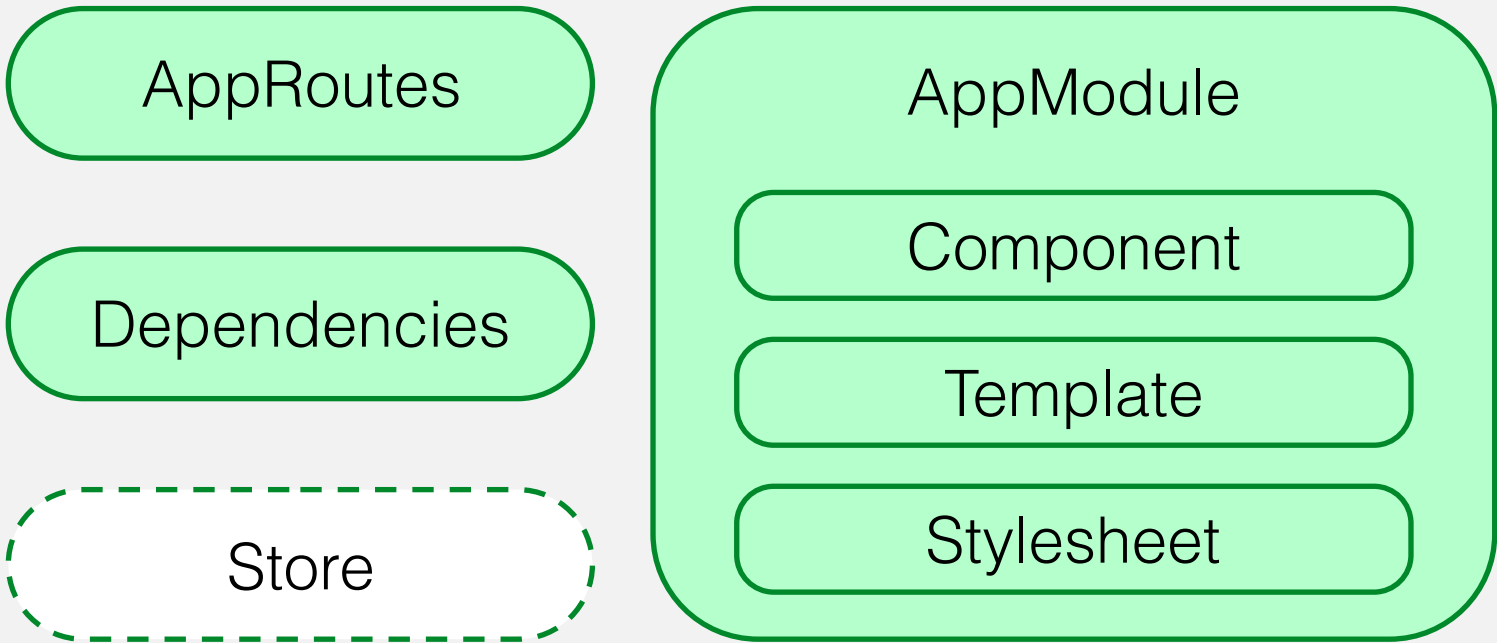 AppRoutes
Dependencies
Store
AppModule
Component
Template
Stylesheet